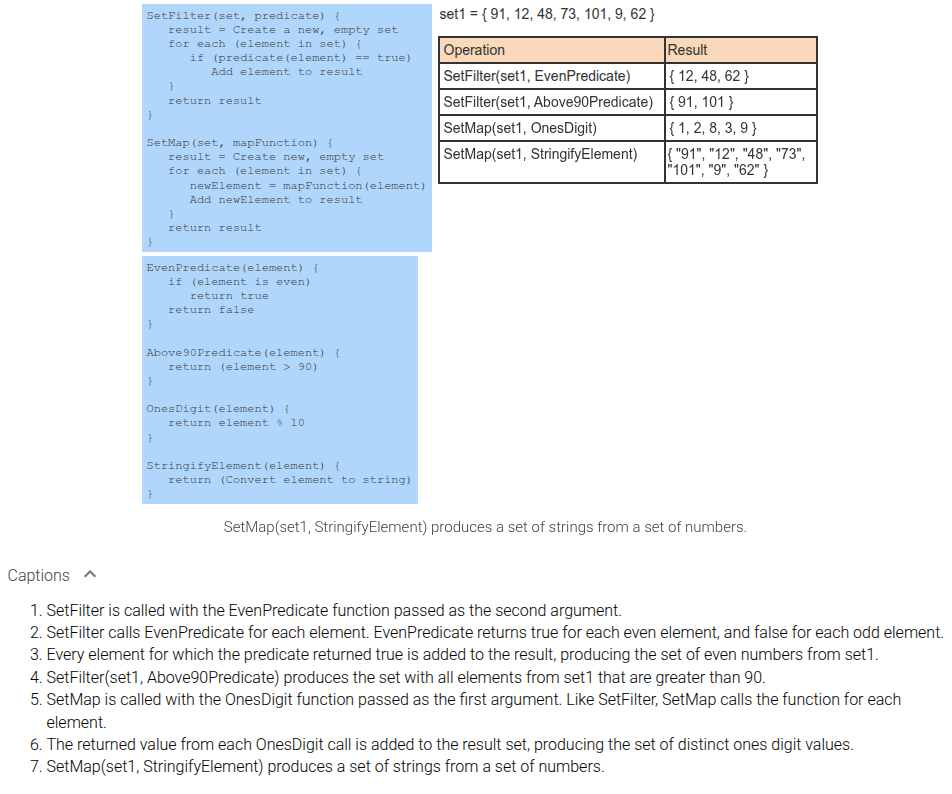 SetFilter(set, predicate) {
   result = Create a new, empty set
   for each (element in set) {
      if (predicate(element) == true)
         Add element to result
   }
   return result
}
SetMap(set, mapFunction) {
   result = Create new, empty set
   for each (element in set) {
      newElement = mapFunction(element)
      Add newElement to result
   }
   return result
}
EvenPredicate(element) {
   if (element is even)
      return true
   return false
}
Above90Predicate(element) {
   return (element > 90)
}
OnesDigit(element) {
   return element % 10
}
StringifyElement(element) {
   return (Convert element to string)
}
set1 = { 91, 12, 48, 73, 101, 9, 62 }
Operation Result
SetFilter(set1, EvenPredicate) { 12, 48, 62 }
SetFilter(set1, Above90Predicate) { 91, 101 }
SetMap(set1, OnesDigit) { 1, 2, 8, 3, 9 }
SetMap(set1, StringifyElement) { "91", "12", "48", "73",
"101", "9", "62" }
SetMap(set1, StringifyElement) produces a set of strings from a set of numbers.
Captions
1. SetFilter is called with the EvenPredicate function passed as the second argument.
2. SetFilter calls EvenPredicate for each element. EvenPredicate returns true for each even element, and false for each odd element.
3. Every element for which the predicate returned true is added to the result, producing the set of even numbers from set1.
4. SetFilter(set1, Above90Predicate) produces the set with all elements from set1 that are greater than 90.
5. SetMap is called with the OnesDigit function passed as the first argument. Like SetFilter, SetMap calls the function for each
element.
6. The returned value from each OnesDigit call is added to the result set, producing the set of distinct ones digit values.
7. SetMap(set1, StringifyElement) produces a set of strings from a set of numbers.